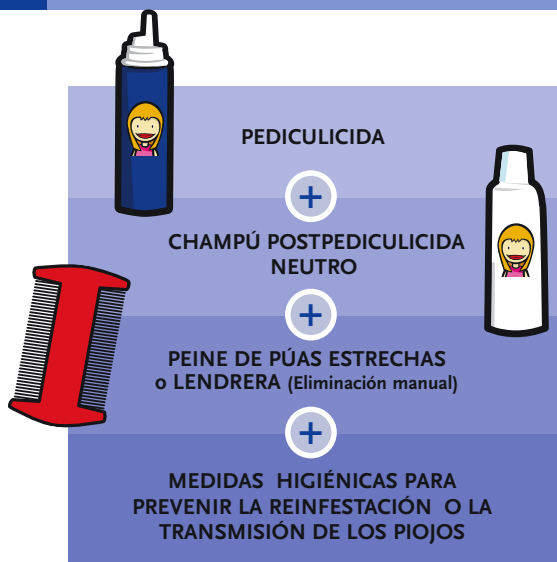 PEDICULICIDA
+
CHAMPÚ POSTPEDICULICIDA
NEUTRO
+
PEINE DE PÚAS ESTRECHAS
o LENDRERA (Eliminación manual)
+
MEDIDAS HIGIÉNICAS PARA
PREVENIR LA REINFESTACIÓN O LA
TRANSMISIÓN DE LOS PIOJOS